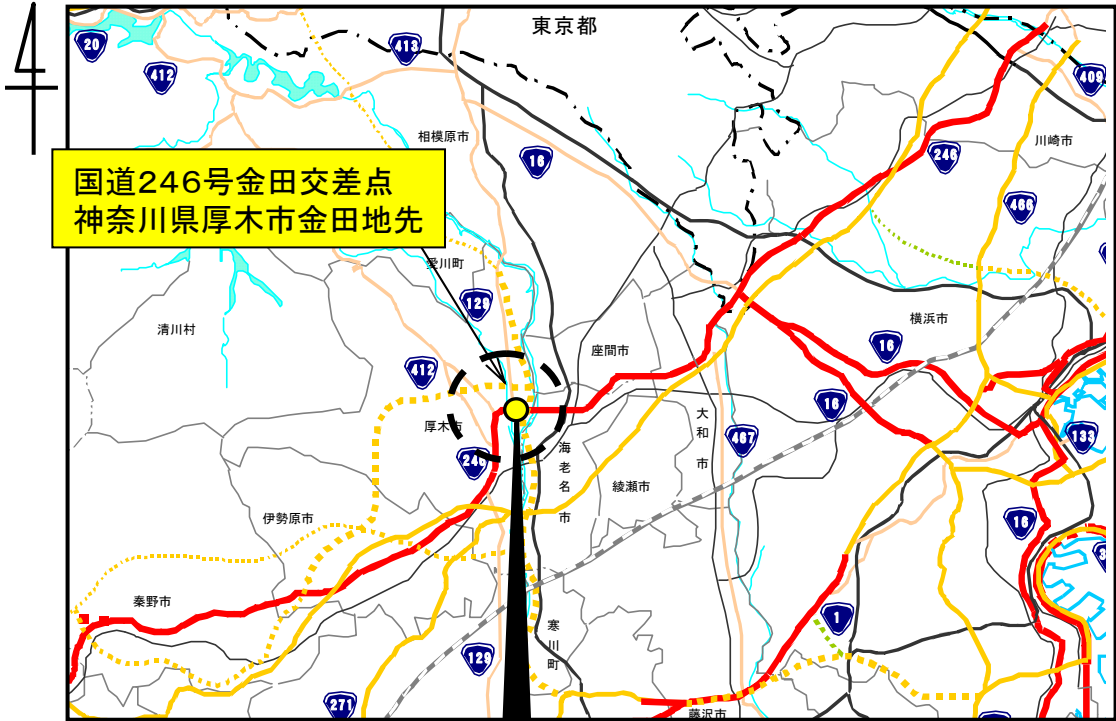 東京都
20
413
409
412
相模原市
16
246
川崎市
国道246号金田交差点
神奈川県厚木市金田地先
466
愛川町
129
清川村
横浜市
座間市
16
412
16
厚木市
大和市
467
133
246
海老名市
綾瀬市
伊勢原市
16
秦野市
1
寒川町
129
271
藤沢市